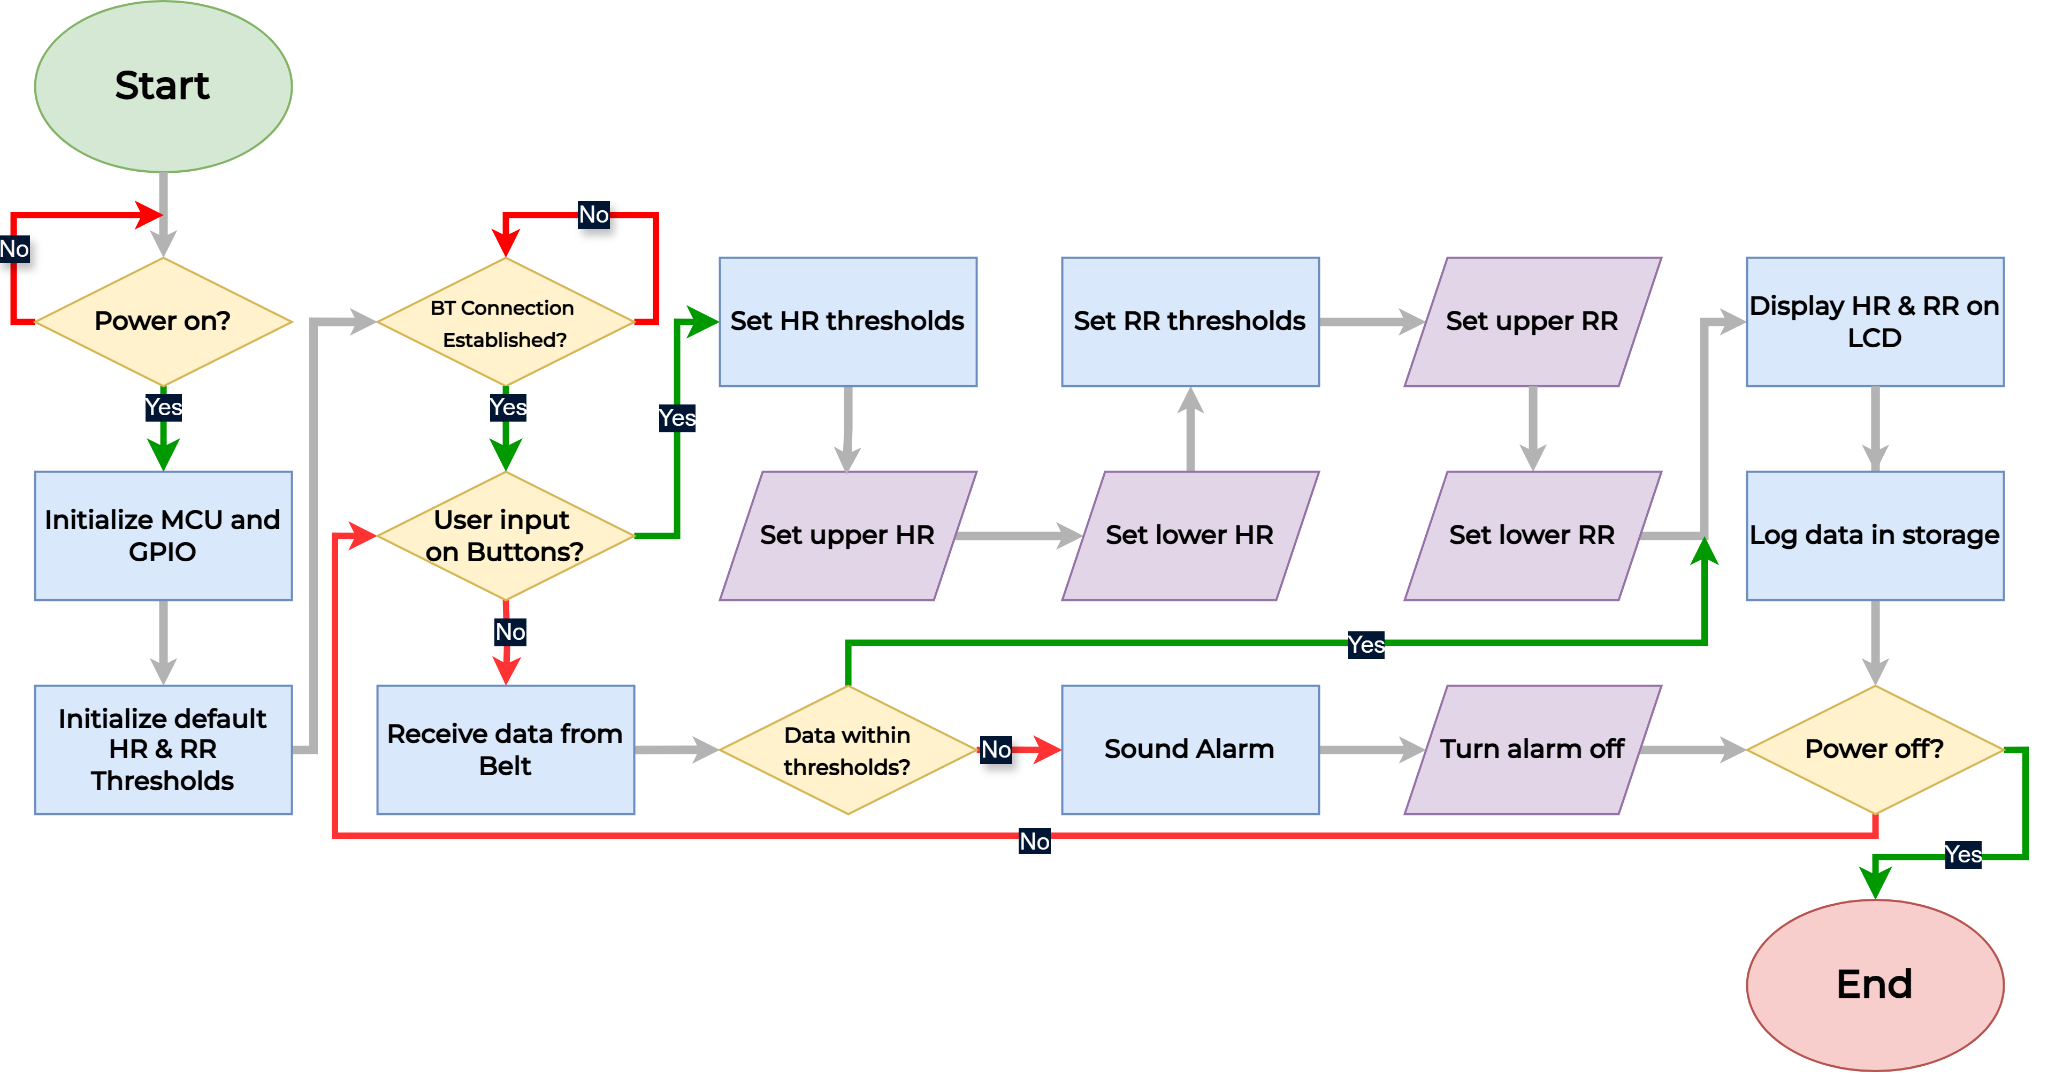 Start
No
Power on?
Yes
Initialize MCU and
GPIO
Initialize default
HR & RR
Thresholds
No
BT Connection
Established?
Yes
User input
on Buttons?
Yes
No
Receive data from
Belt
Set HR thresholds
Set upper HR
Set lower HR
Set RR thresholds
Set upper RR
Set lower RR
Data within
thresholds?
Yes
No
Sound Alarm
Turn alarm off
Display HR & RR on
LCD
Log data in storage
Power off?
No
Yes
End